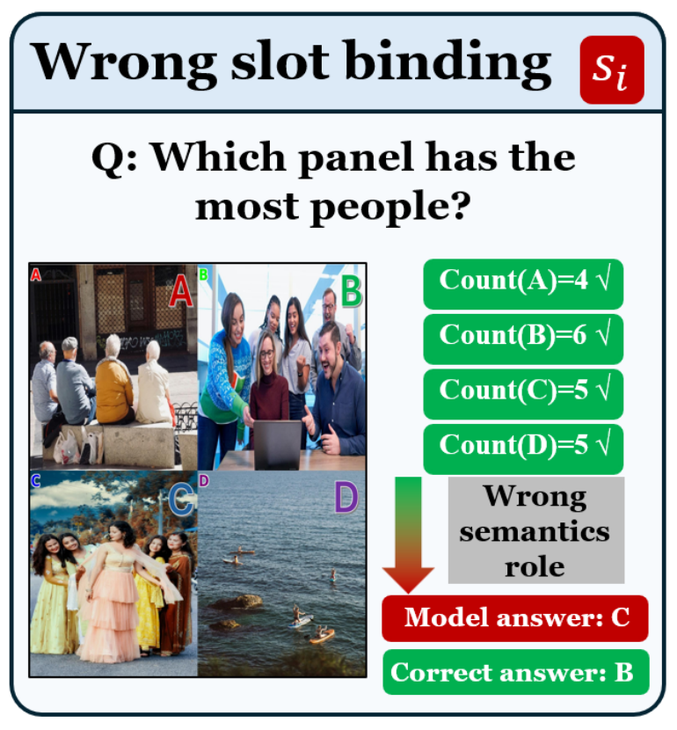 Wrong slot binding
sᵢ
Q: Which panel has the
most people?
A
A
B
B
C
C
D
D
Count(A)=4 √
Count(B)=6 √
Count(C)=5 √
Count(D)=5 √
Wrong
semantics
role
Model answer: C
Correct answer: B